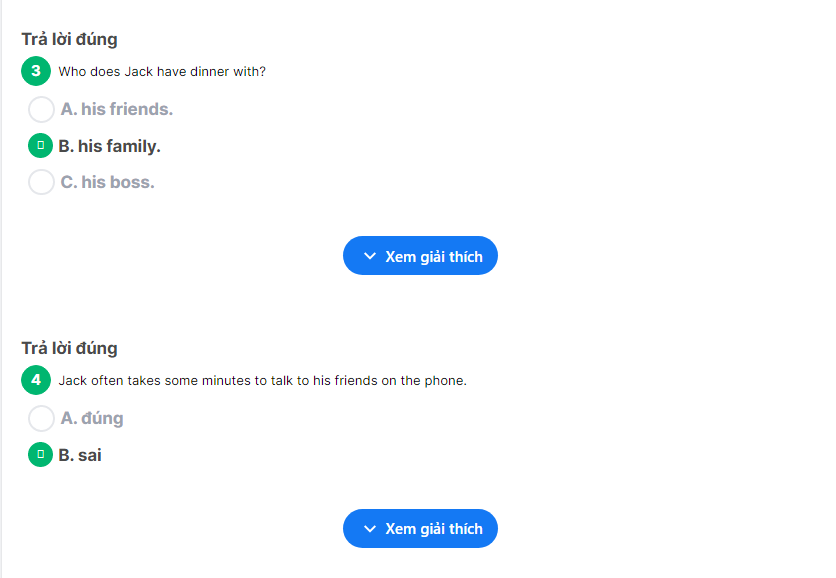 Trả lời đúng
3 Who does Jack have dinner with?
A. his friends.
B. his family.
C. his boss.
Xem giải thích
Trả lời đúng
4 Jack often takes some minutes to talk to his friends on the phone.
A. đúng
B. sai
Xem giải thích